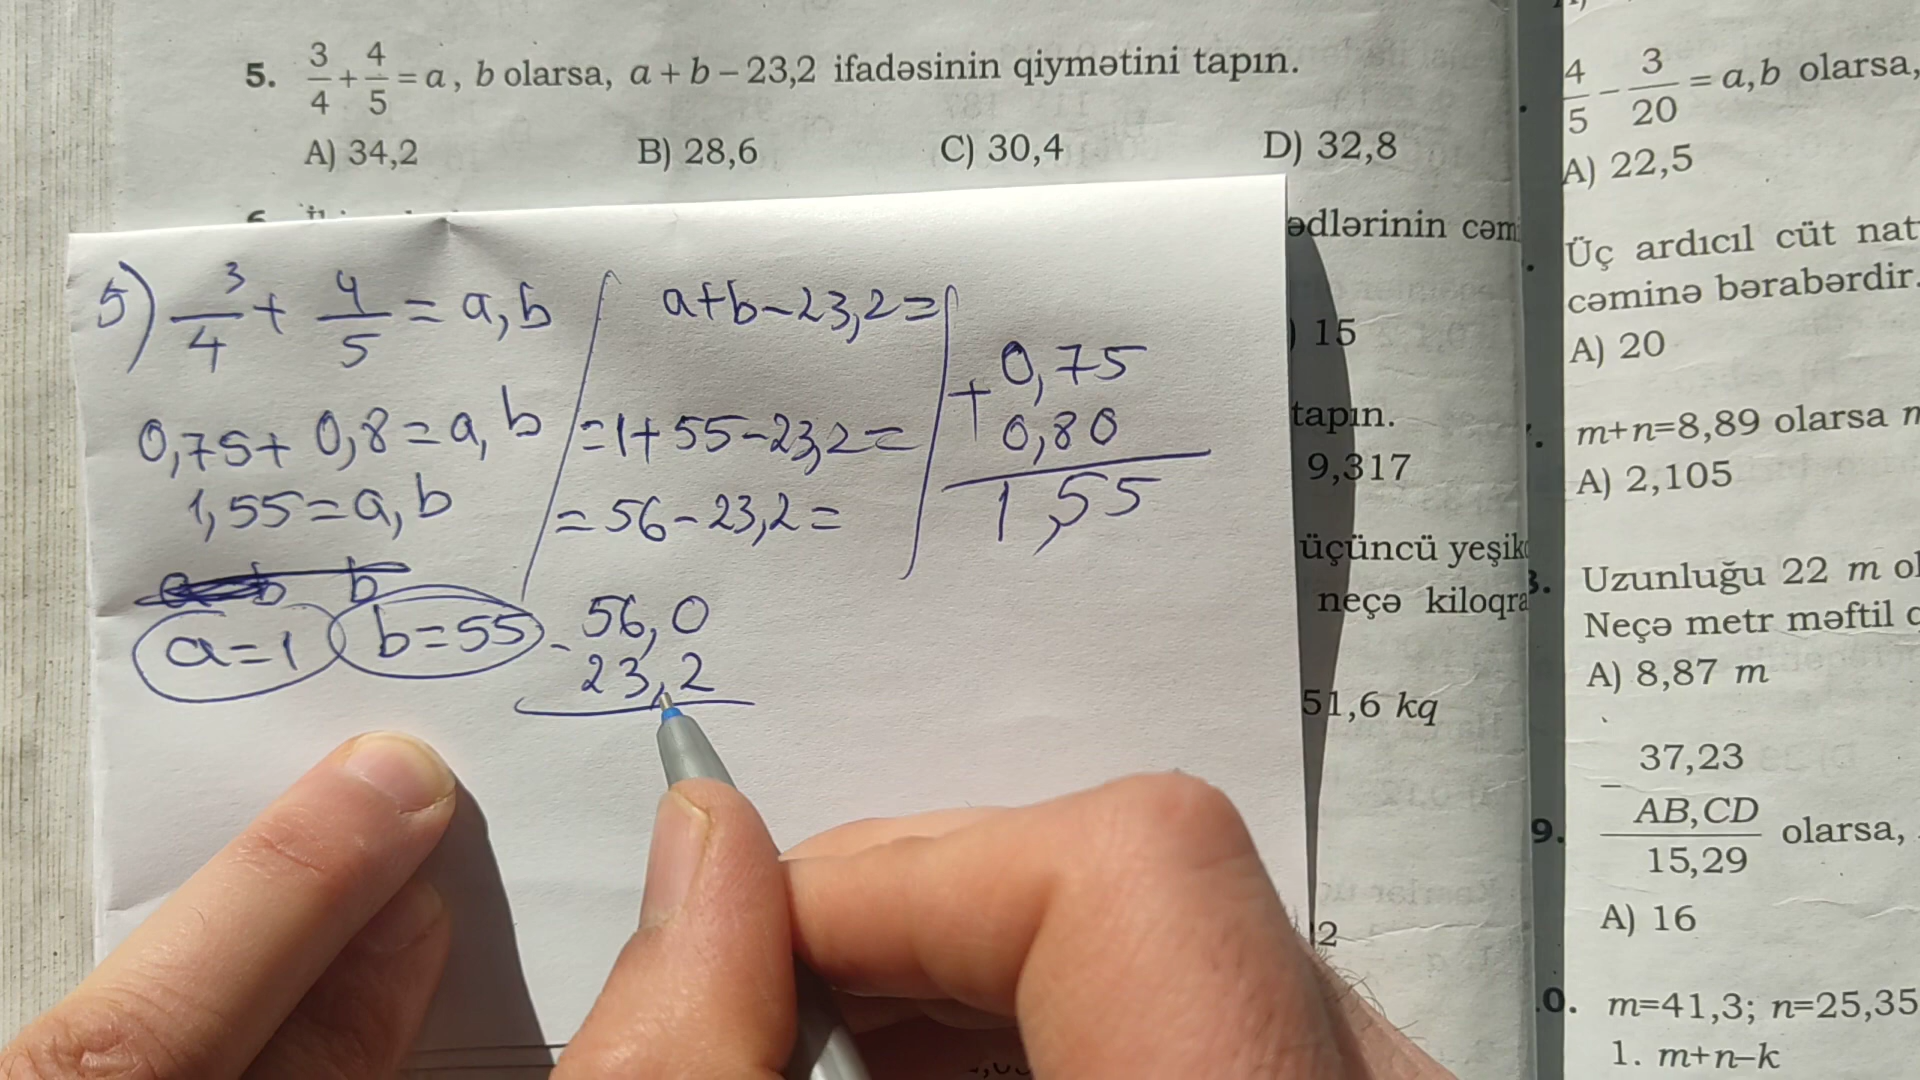 5. 3/4 + 4/5 = a, b olarsa, a + b – 23,2 ifadəsinin qiymətini tapın.
A) 34,2 B) 28,6 C) 30,4 D) 32,8
5) 3/4 + 4/5 = a, b
0,75 + 0,8 = a, b
1,55 = a, b
a = 1 b = 55
a+b-23,2=
=1+55-23,2=
=56-23,2=
- 56,0
23,2
+ 0,75
0,80
1,55
ədlərinin cəm
) 15
tapın.
9,317
üçüncü yeşik
neçə kiloqra
51,6 kq
2
4/5 – 3/20 = a,b olarsa,
A) 22,5
Üç ardıcıl cüt nat
cəminə bərabərdir.
A) 20
m+n=8,89 olarsa
A) 2,105
Uzunluğu 22 m ol
Neçə metr məftil
A) 8,87 m
9. 37,23
– AB,CD olarsa,
15,29
A) 16
0. m=41,3; n=25,35
1. m+n–k